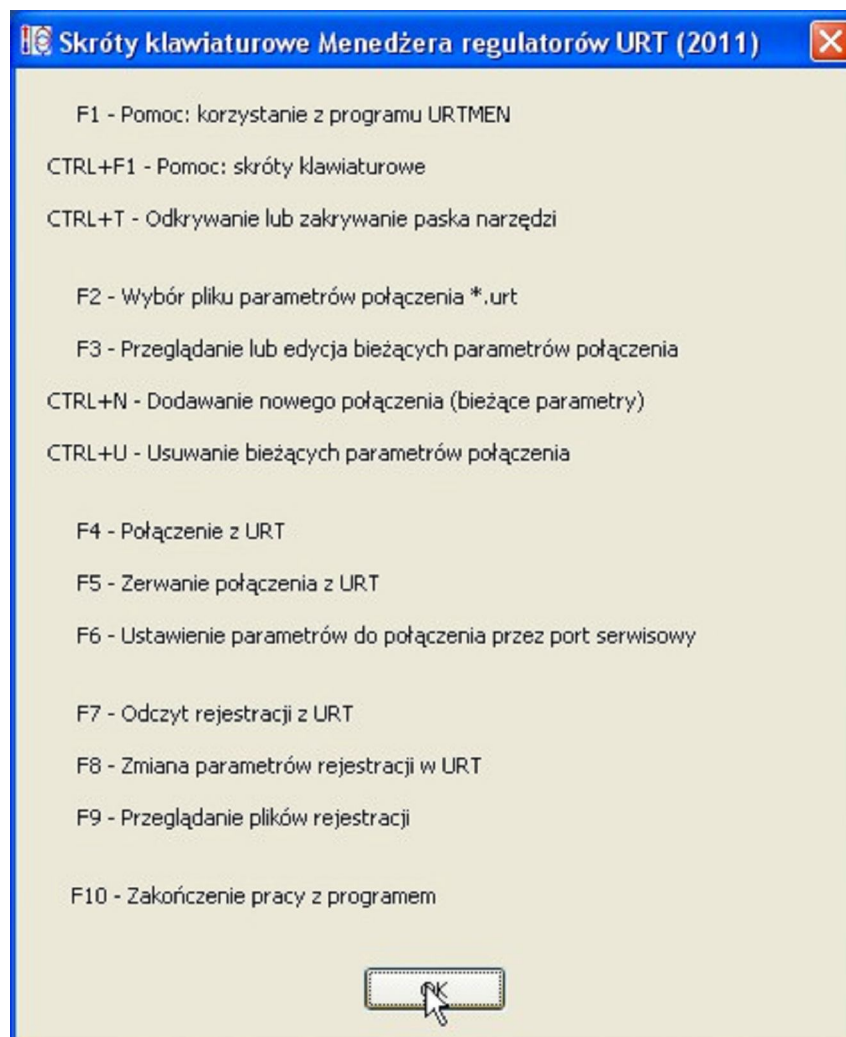 Skróty klawiaturowe Menedżera regulatorów URT (2011)
F1 - Pomoc: korzystanie z programu URTMEN
CTRL+F1 - Pomoc: skróty klawiaturowe
CTRL+T - Odkrywanie lub zakrywanie paska narzędzi
F2 - Wybór pliku parametrów połączenia *.urt
F3 - Przeglądanie lub edycja bieżących parametrów połączenia
CTRL+N - Dodawanie nowego połączenia (bieżące parametry)
CTRL+U - Usuwanie bieżących parametrów połączenia
F4 - Połączenie z URT
F5 - Zerwanie połączenia z URT
F6 - Ustawienie parametrów do połączenia przez port serwisowy
F7 - Odczyt rejestracji z URT
F8 - Zmiana parametrów rejestracji w URT
F9 - Przeglądanie plików rejestracji
F10 - Zakończenie pracy z programem
OK